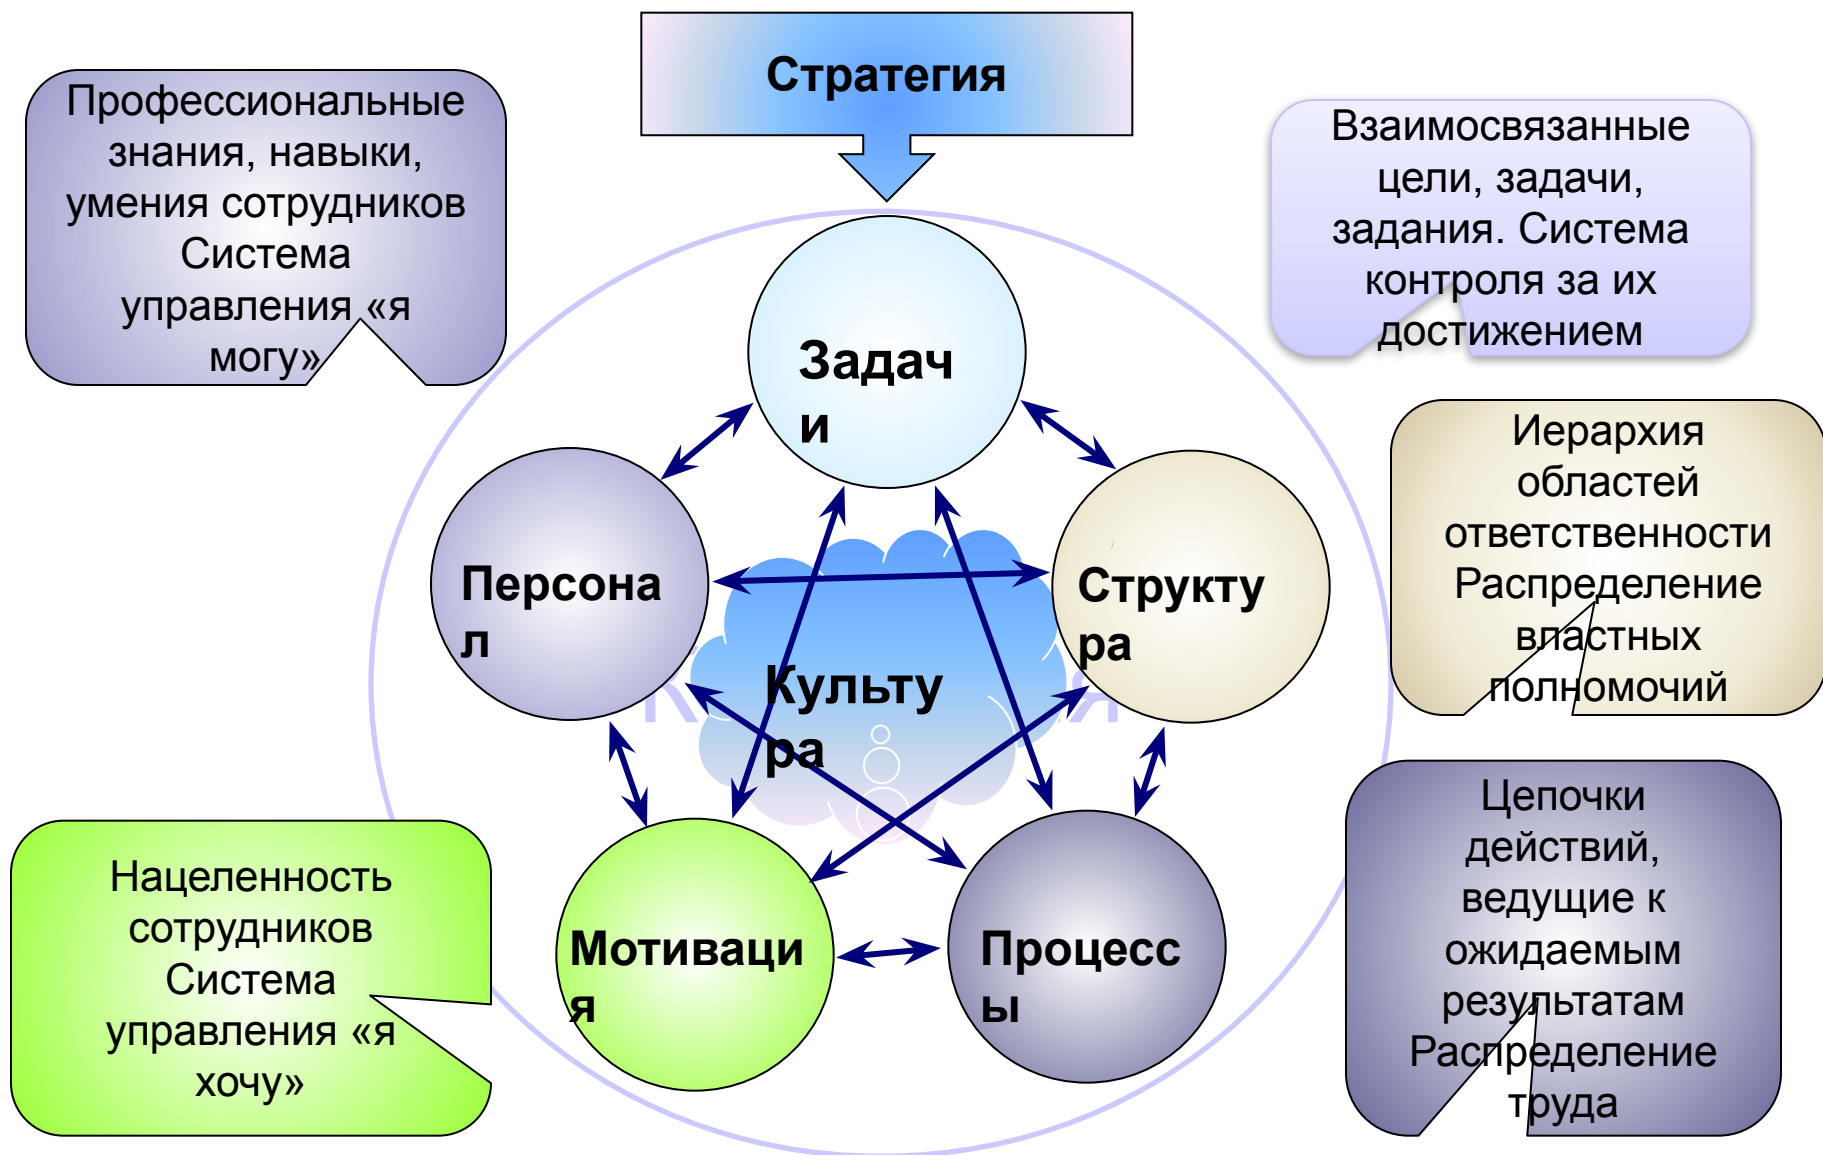 Стратегия
Профессиональные
знания, навыки,
умения сотрудников
Система
управления «я
могу»
Взаимосвязанные
цели, задачи,
задания. Система
контроля за их
достижением
Задач
и
Иерархия
областей
ответственности
Распределение
властных
полномочий
Персона
л
Структу
ра
Культу
ра
Цепочки
действий,
ведущие к
ожидаемым
результатам
Распределение
труда
Нацеленность
сотрудников
Система
управления «я
хочу»
Мотиваци
я
Процесс
ы